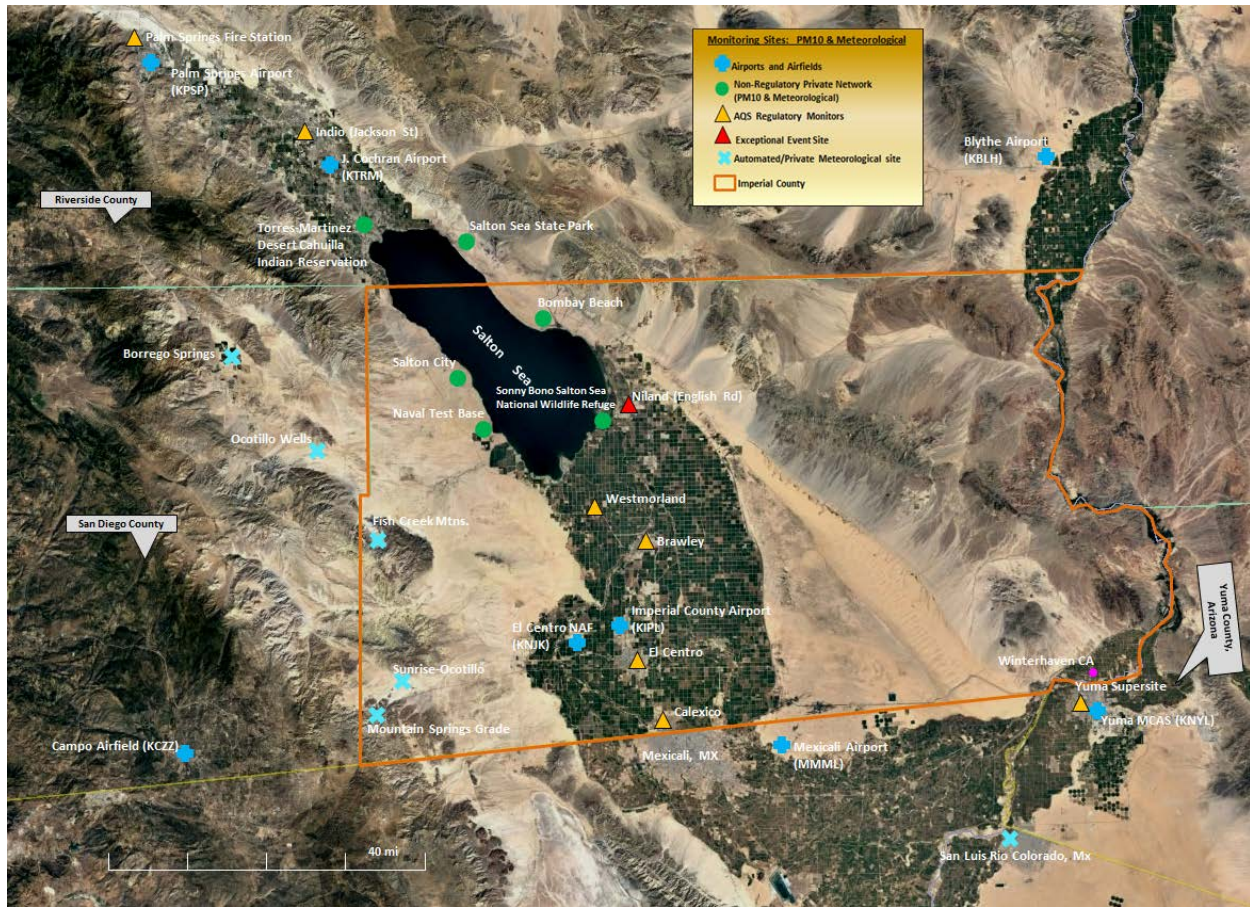 Palm Springs Fire Station
Palm Springs Airport
(KPSP)
Indio (Jackson St)
J. Cochran Airport
(KTRM)
Monitoring Sites: PM10 & Meteorological
Airports and Airfields
Non-Regulatory Private Network
(PM10 & Meteorological)
AQS Regulatory Monitors
Exceptional Event Site
Automated/Private Meteorological site
Imperial County
Blythe Airport
(KBLH)
Riverside County
Torres-Martinez
Desert Cahuilla
Indian Reservation
Salton Sea State Park
Bombay Beach
Salton
Sea
Borrego Springs
Salton City
Sonny Bono Salton Sea
National Wildlife Refuge
Niland (English Rd)
Naval Test Base
Ocotillo Wells
Westmorland
San Diego County
Fish Creek Mtns.
Brawley
Imperial County Airport
(KIPL)
El Centro NAF
(KNJK)
El Centro
Yuma County,
Arizona
Sunrise-Ocotillo
Winterhaven CA
Yuma Supersite
Mountain Springs Grade
Calexico
Yuma MCAS (KNYL)
Campo Airfield (KCZZ)
Mexicali, MX
Mexicali Airport
(MMML)
40 mi
San Luis Rio Colorado, Mx